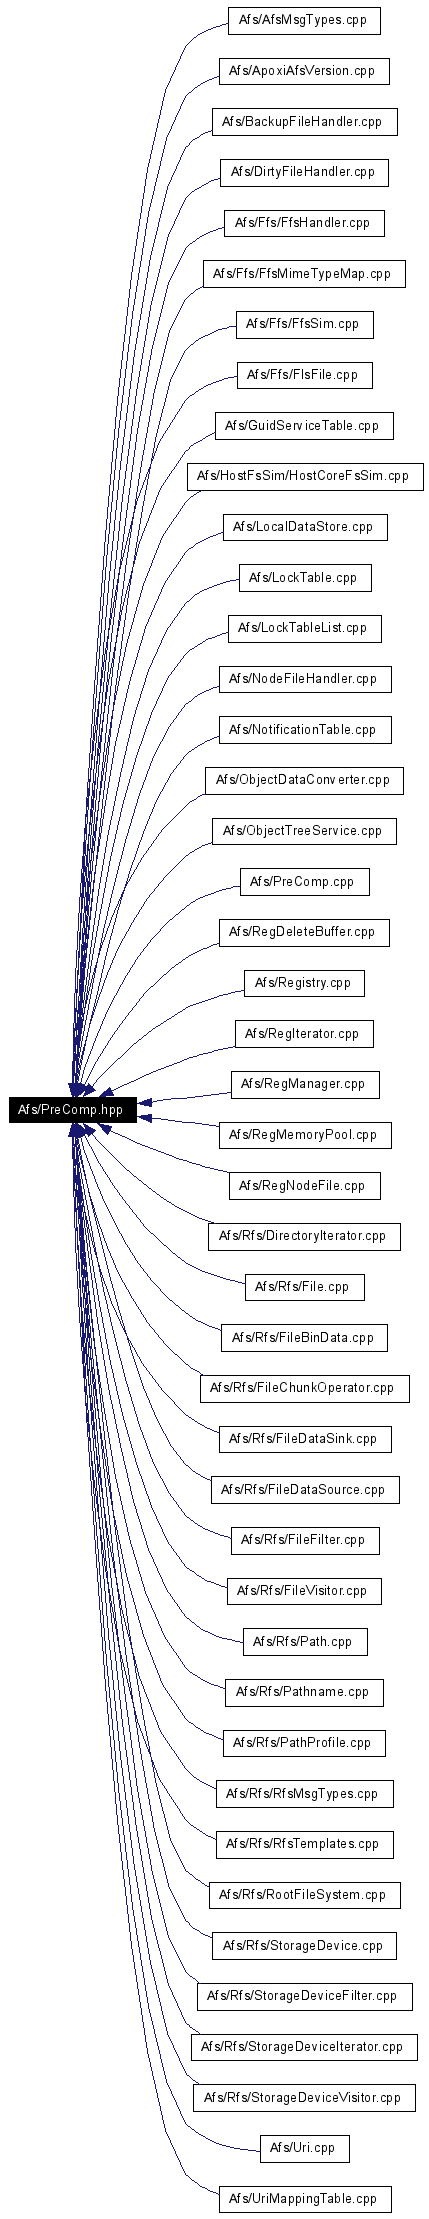 Afs/AfsMsgTypes.cpp
Afs/ApoxiAfsVersion.cpp
Afs/BackupFileHandler.cpp
Afs/DirtyFileHandler.cpp
Afs/Ffs/FfsHandler.cpp
Afs/Ffs/FfsMimeTypeMap.cpp
Afs/Ffs/FfsSim.cpp
Afs/Ffs/FlsFile.cpp
Afs/GuidServiceTable.cpp
Afs/HostFsSim/HostCoreFsSim.cpp
Afs/LocalDataStore.cpp
Afs/LockTable.cpp
Afs/LockTableList.cpp
Afs/NodeFileHandler.cpp
Afs/NotificationTable.cpp
Afs/ObjectDataConverter.cpp
Afs/ObjectTreeService.cpp
Afs/PreComp.cpp
Afs/RegDeleteBuffer.cpp
Afs/Registry.cpp
Afs/RegIterator.cpp
Afs/RegManager.cpp
Afs/PreComp.hpp
Afs/RegMemoryPool.cpp
Afs/RegNodeFile.cpp
Afs/Rfs/DirectoryIterator.cpp
Afs/Rfs/File.cpp
Afs/Rfs/FileBinData.cpp
Afs/Rfs/FileChunkOperator.cpp
Afs/Rfs/FileDataSink.cpp
Afs/Rfs/FileDataSource.cpp
Afs/Rfs/FileFilter.cpp
Afs/Rfs/FileVisitor.cpp
Afs/Rfs/Path.cpp
Afs/Rfs/Pathname.cpp
Afs/Rfs/PathProfile.cpp
Afs/Rfs/RfsMsgTypes.cpp
Afs/Rfs/RfsTemplates.cpp
Afs/Rfs/RootFileSystem.cpp
Afs/Rfs/StorageDevice.cpp
Afs/Rfs/StorageDeviceFilter.cpp
Afs/Rfs/StorageDeviceIterator.cpp
Afs/Rfs/StorageDeviceVisitor.cpp
Afs/Uri.cpp
Afs/UriMappingTable.cpp